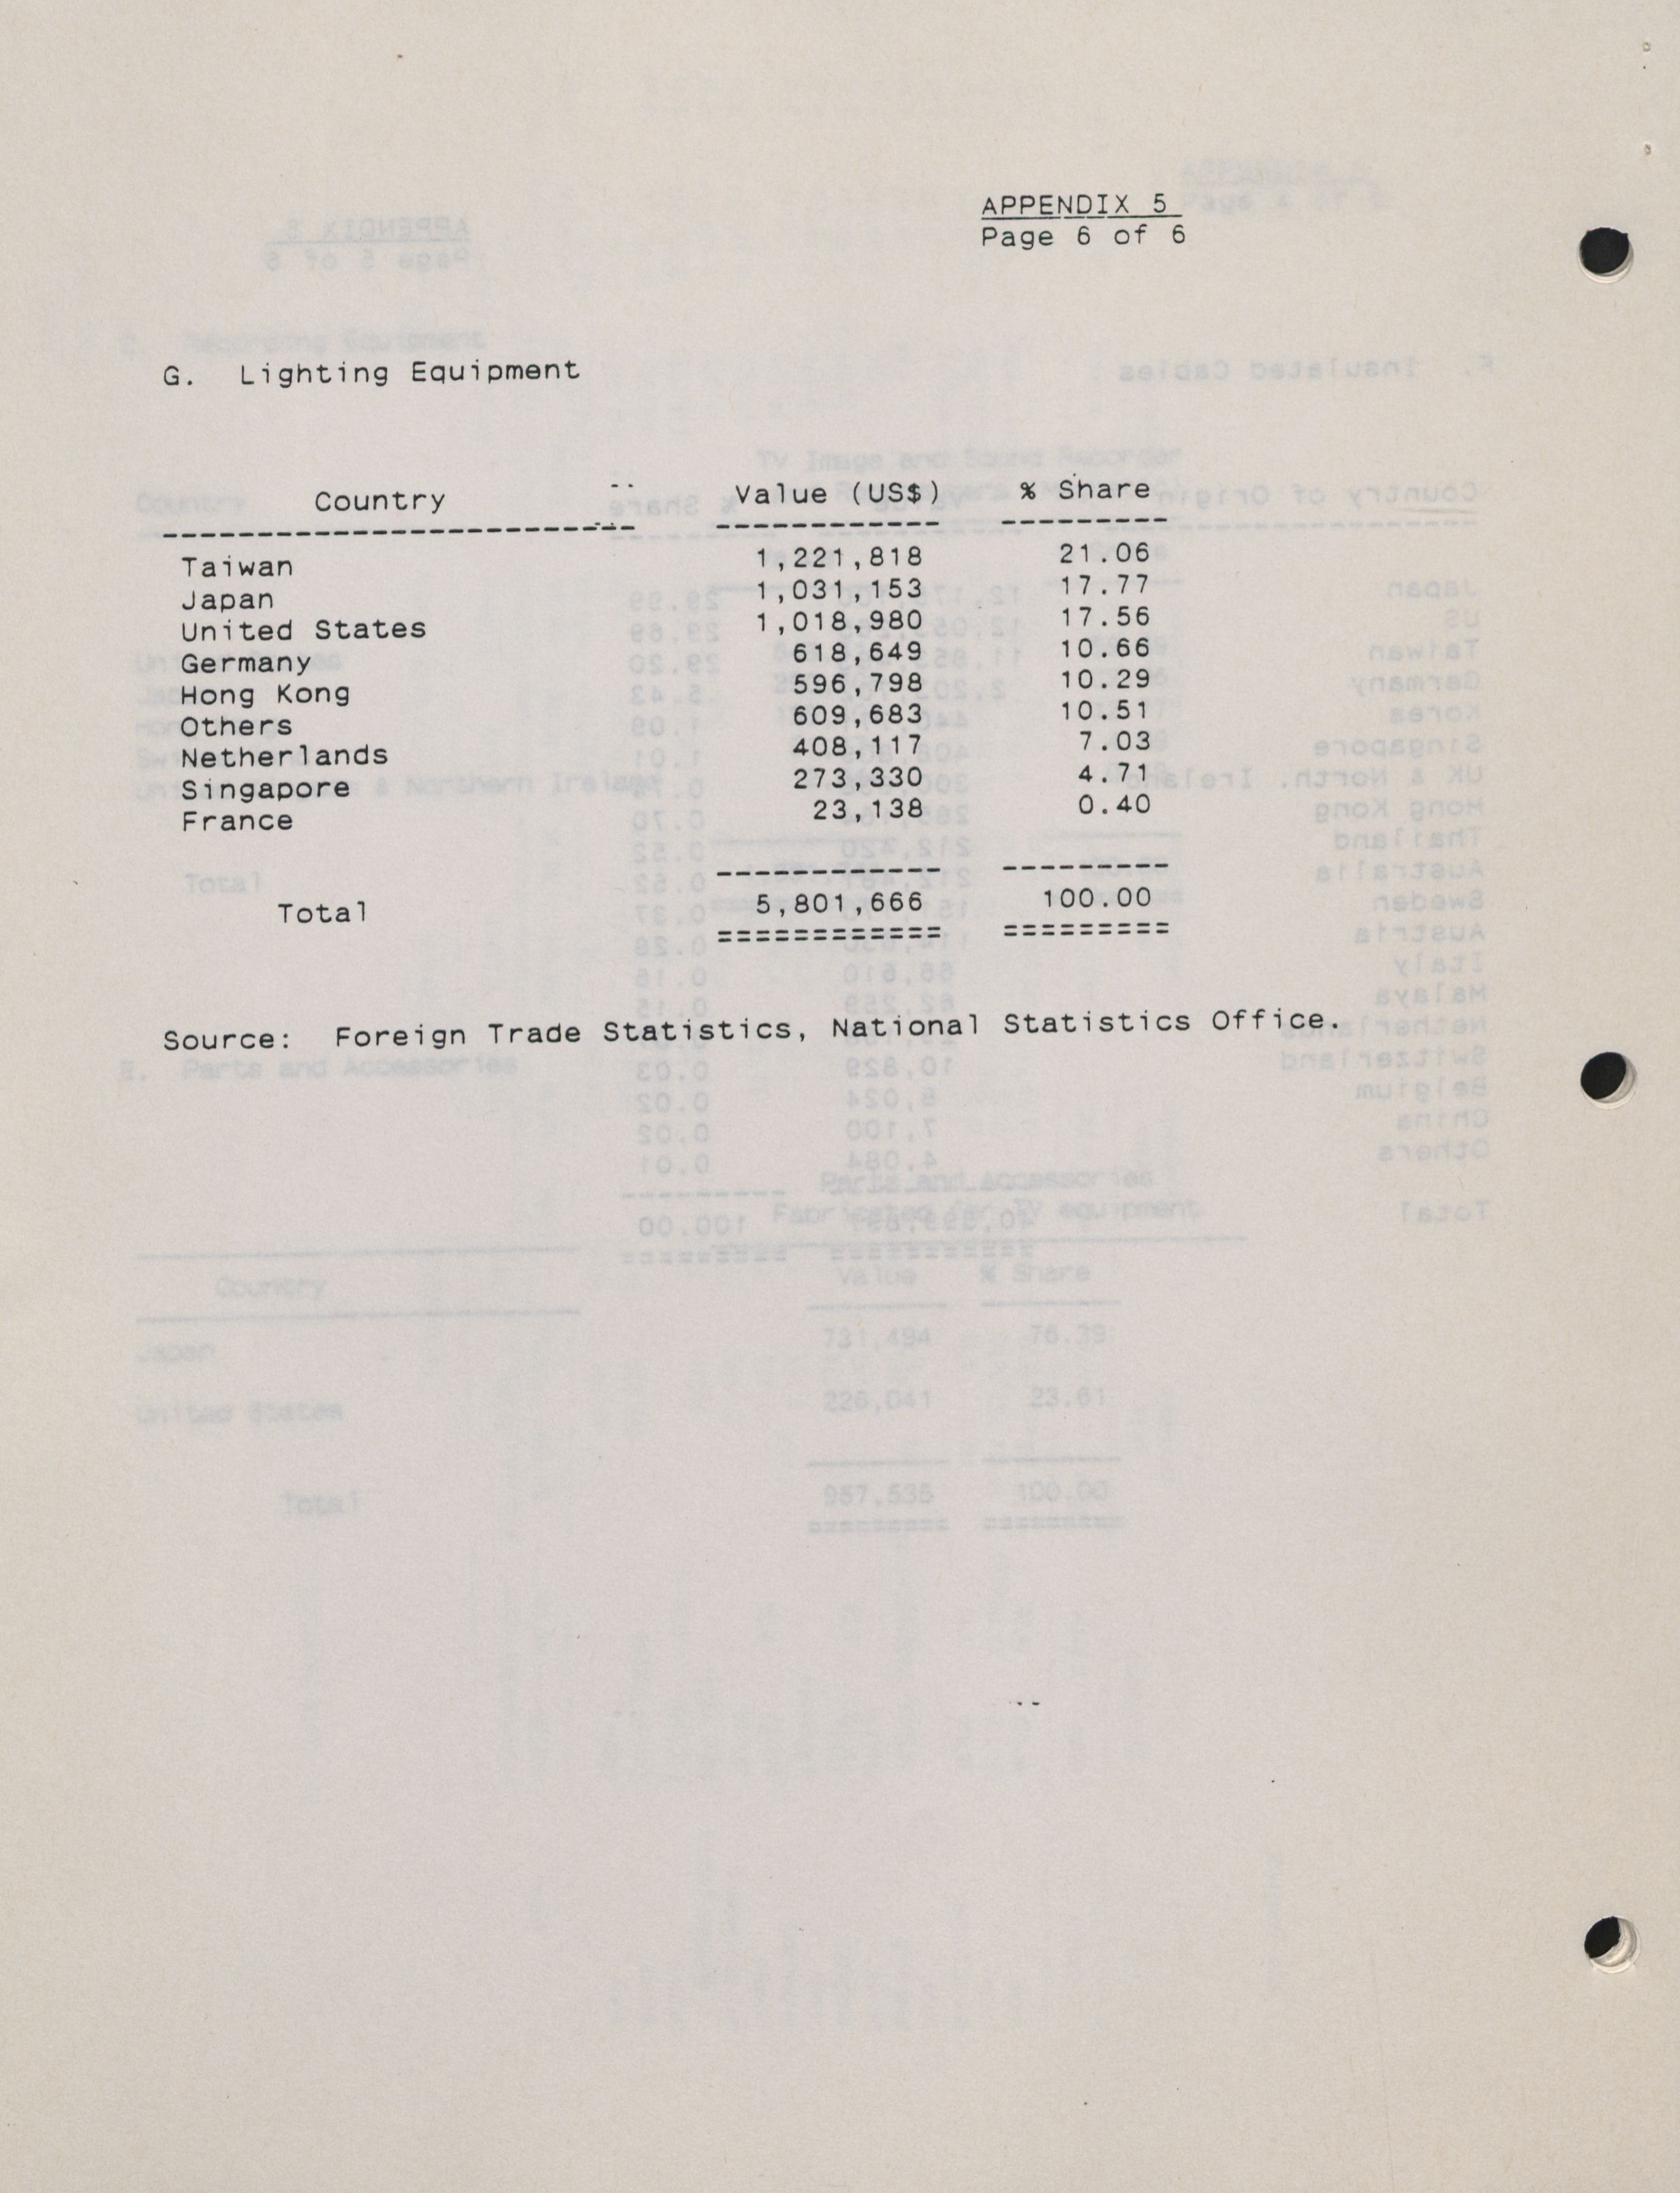 APPENDIX 5
Page 6 of 6
G. Lighting Equipment
Country Value (US$) % Share
Taiwan 1,221,818 21.06
Japan 1,031,153 17.77
United States 1,018,980 17.56
Germany 618,649 10.66
Hong Kong 596,798 10.29
Others 609,683 10.51
Netherlands 408,117 7.03
Singapore 273,330 4.71
France 23,138 0.40
Total 5,801,666 100.00
Source: Foreign Trade Statistics, National Statistics Office.